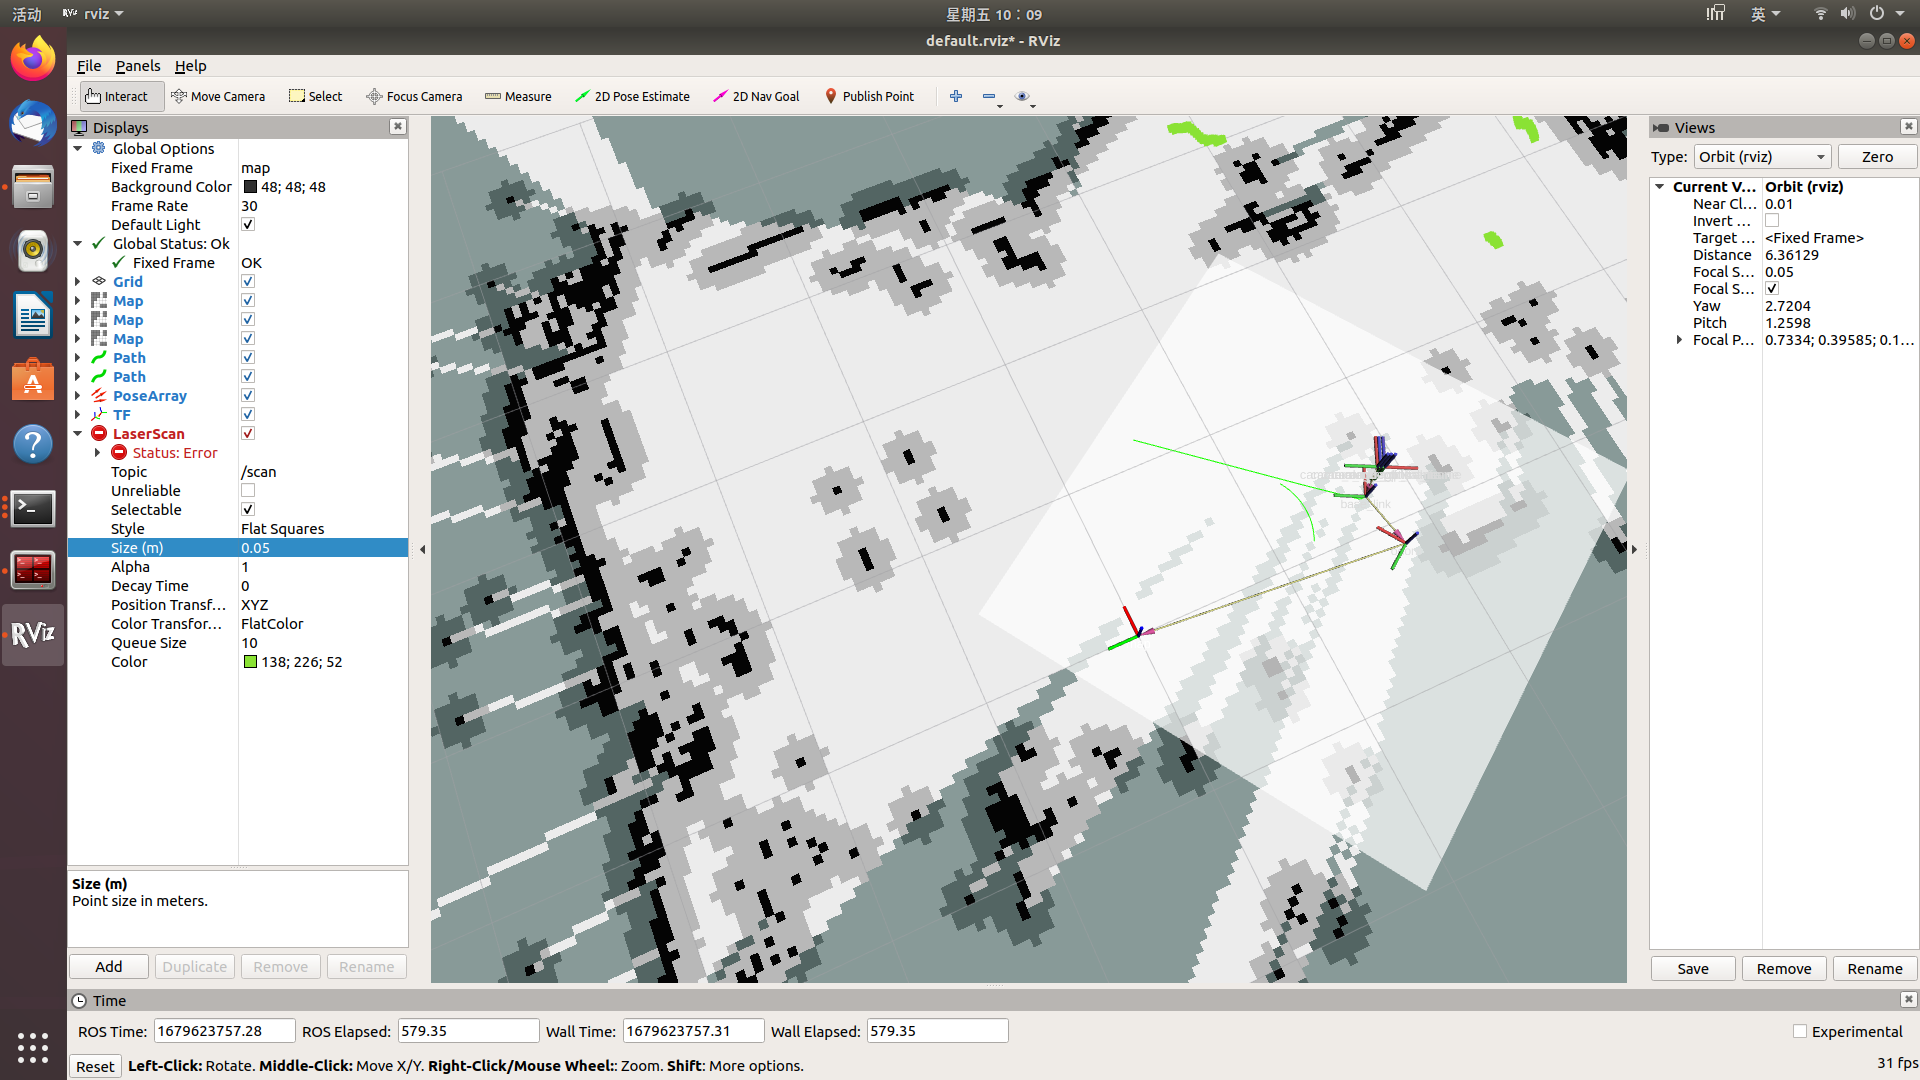 活动
rviz
星期五 10：09
英
default.rviz* - RViz
File Panels Help
Interact Move Camera Select Focus Camera Measure 2D Pose Estimate 2D Nav Goal Publish Point
Displays
Global Options
Fixed Frame map
Background Color 48; 48; 48
Frame Rate 30
Default Light
Global Status: Ok
Fixed Frame OK
Grid
Map
Map
Map
Path
Path
PoseArray
TF
LaserScan
Status: Error
Topic /scan
Unreliable
Selectable
Style Flat Squares
Size (m) 0.05
Alpha 1
Decay Time 0
Position Transf... XYZ
Color Transfor... FlatColor
Queue Size 10
Color 138; 226; 52
Size (m)
Point size in meters.
Add Duplicate Remove Rename
Views
Type: Orbit (rviz) Zero
Current V... Orbit (rviz)
Near Cl... 0.01
Invert ...
Target ... <Fixed Frame>
Distance 6.36129
Focal S... 0.05
Focal S...
Yaw 2.7204
Pitch 1.2598
Focal P... 0.7334; 0.39585; 0.1...
Save Remove Rename
Time
ROS Time: 1679623757.28 ROS Elapsed: 579.35 Wall Time: 1679623757.31 Wall Elapsed: 579.35 Experimental
Reset Left-Click: Rotate. Middle-Click: Move X/Y. Right-Click/Mouse Wheel:: Zoom. Shift: More options. 31 fps
RViz